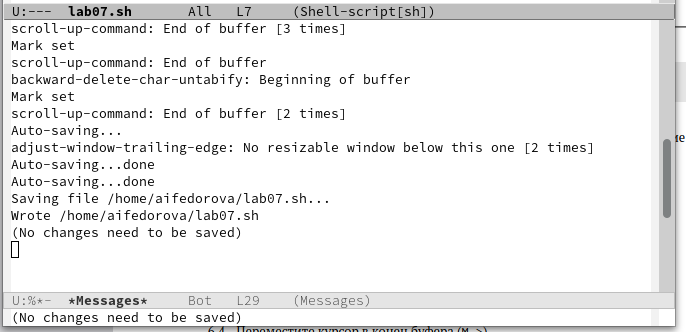 U:---  lab07.sh       All   L7     (Shell-script[sh])
scroll-up-command: End of buffer [3 times]
Mark set
scroll-up-command: End of buffer
backward-delete-char-untabify: Beginning of buffer
Mark set
scroll-up-command: End of buffer [2 times]
Auto-saving...
adjust-window-trailing-edge: No resizable window below this one [2 times]
Auto-saving...done
Auto-saving...done
Saving file /home/aifedorova/lab07.sh...
Wrote /home/aifedorova/lab07.sh
(No changes need to be saved)
U:%*-  *Messages*     Bot   L29    (Messages)
(No changes need to be saved)
6.4. Переместите курсор в конец буфера (M->)